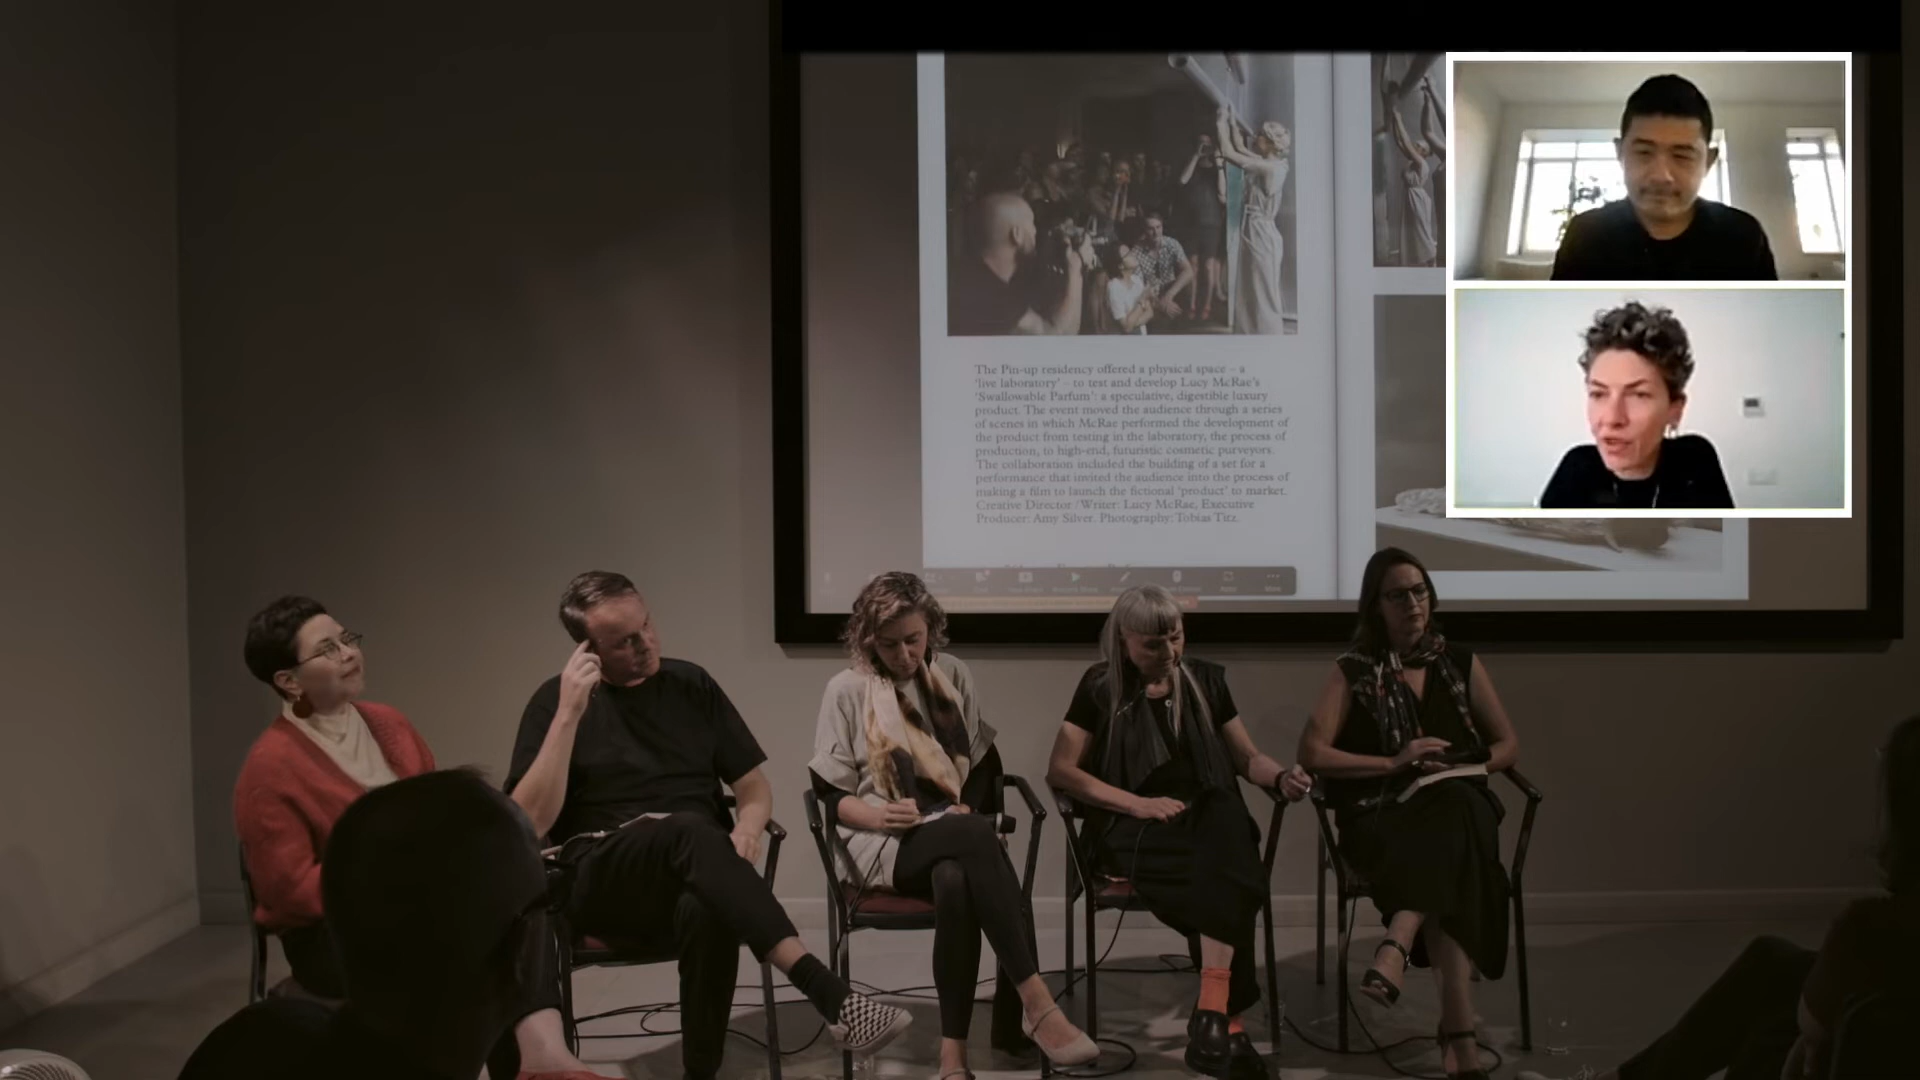 The Pin-up residency offered a physical space – a
'live laboratory' – to test and develop Lucy McRae's
'Swallowable Parfum': a speculative, digestible luxury
product. The event moved the audience through a series
of scenes in which McRae performed the development of
the product from testing in the laboratory, the process of
production, to high-end, futuristic cosmetic purveyors.
The collaboration included the building of a set for a
performance that invited the audience into the process of
making a film to launch the fictional 'product' to market.
Creative Director / Writer: Lucy McRae, Executive
Producer: Amy Silver. Photography: Tobias Titz.